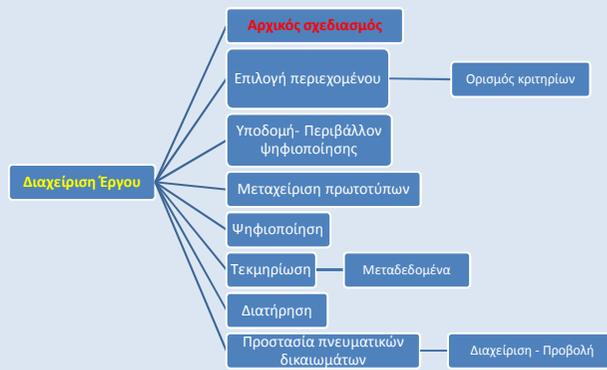 Αρχικός σχεδιασμός
Επιλογή περιεχομένου
Ορισμός κριτηρίων
Υποδομή- Περιβάλλον
ψηφιοποίησης
Διαχείριση Έργου
Μεταχείριση πρωτοτύπων
Ψηφιοποίηση
Τεκμηρίωση
Μεταδεδομένα
Διατήρηση
Προστασία πνευματικών
δικαιωμάτων
Διαχείριση - Προβολή